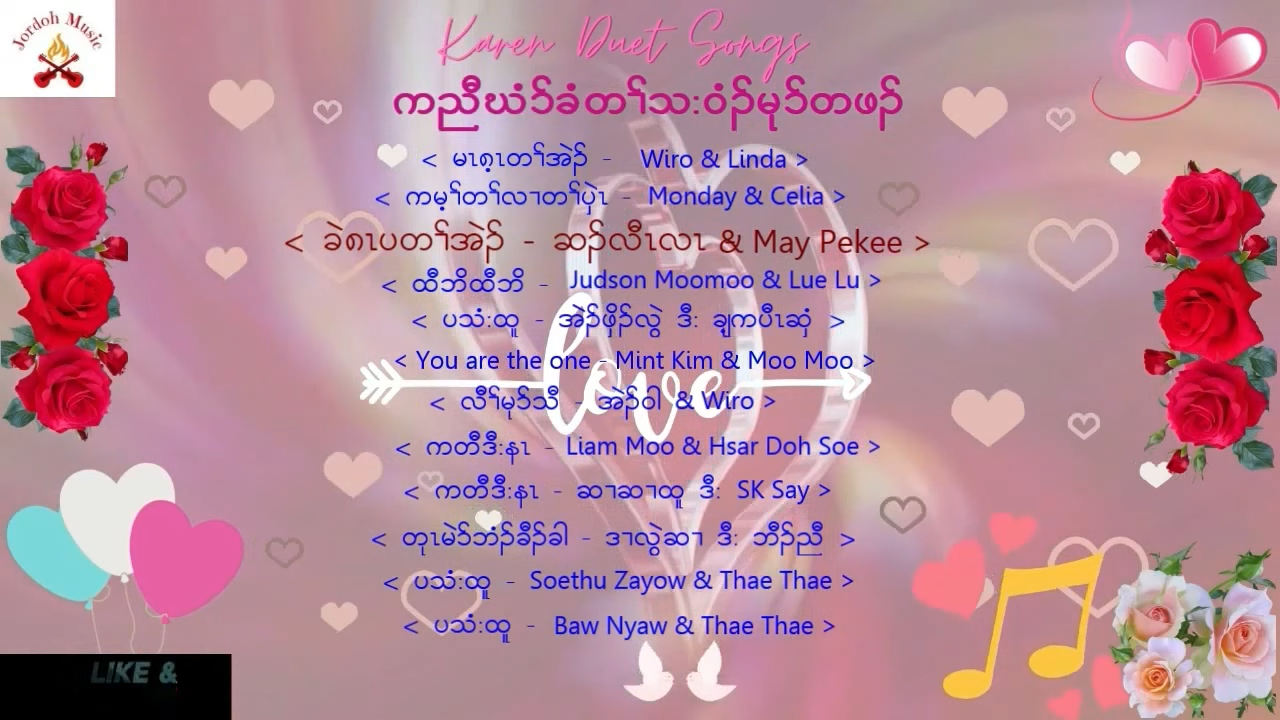 Jordoh Music
Karen Duet Songs
ကညီဃံာ်ခံတၢ်သးဝံၣ်မုာ်တဖၣ်
< မၤစ့ၤတၢ်အဲၣ် - Wiro & Linda >
< ကမ့ၢ်တၢ်လၢတၢ်ပှဲၤ - Monday & Celia >
< ခဲ၈ၤပတၢ်အဲၣ် - ဆၣ်လီၤလၤ & May Pekee >
< ထီဘိထီဘိ - Judson Moomoo & Lue Lu >
< ပသံးထူ - အဲၣ်ဖှိၣ်လွဲ ဒီး ချ့ကပီၤဆှံ >
< You are the one - Mint Kim & Moo Moo >
love
< လီၢ်မုာ်သီ - အဲၣ်ဝါ & Wiro >
< ကတီဒီးနၤ - Liam Moo & Hsar Doh Soe >
< ကတီဒီးနၤ - ဆၢဆၢထူ ဒီး SK Say >
< တုၤမဲာ်ဘံၣ်ခီၣ်ခါ - ဒၢလွဲဆၢ ဒီး ဘီၣ်ညီ >
< ပသံးထူ - Soethu Zayow & Thae Thae >
< ပသံးထူ - Baw Nyaw & Thae Thae >
LIKE &